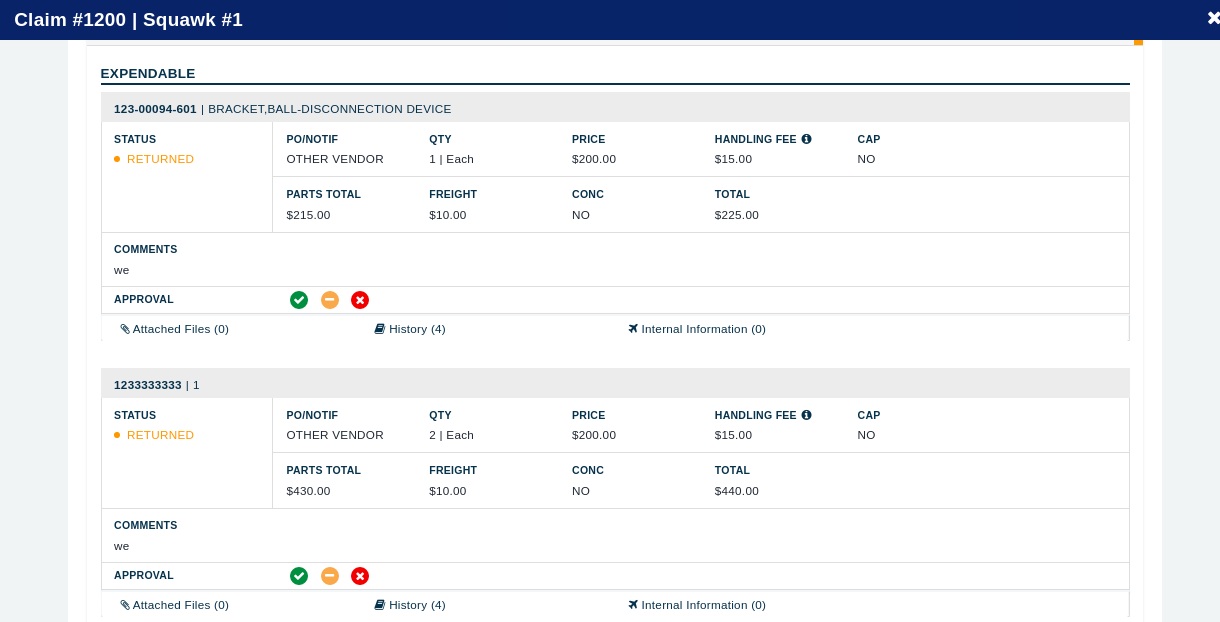 Claim #1200 | Squawk #1
EXPENDABLE
123-00094-601 | BRACKET,BALL-DISCONNECTION DEVICE
STATUS PO/NOTIF QTY PRICE HANDLING FEE CAP
RETURNED OTHER VENDOR 1 | Each $200.00 $15.00 NO
PARTS TOTAL FREIGHT CONC TOTAL
$215.00 $10.00 NO $225.00
COMMENTS
we
APPROVAL
Attached Files (0) History (4) Internal Information (0)
1233333333 | 1
STATUS PO/NOTIF QTY PRICE HANDLING FEE CAP
RETURNED OTHER VENDOR 2 | Each $200.00 $15.00 NO
PARTS TOTAL FREIGHT CONC TOTAL
$430.00 $10.00 NO $440.00
COMMENTS
we
APPROVAL
Attached Files (0) History (4) Internal Information (0)